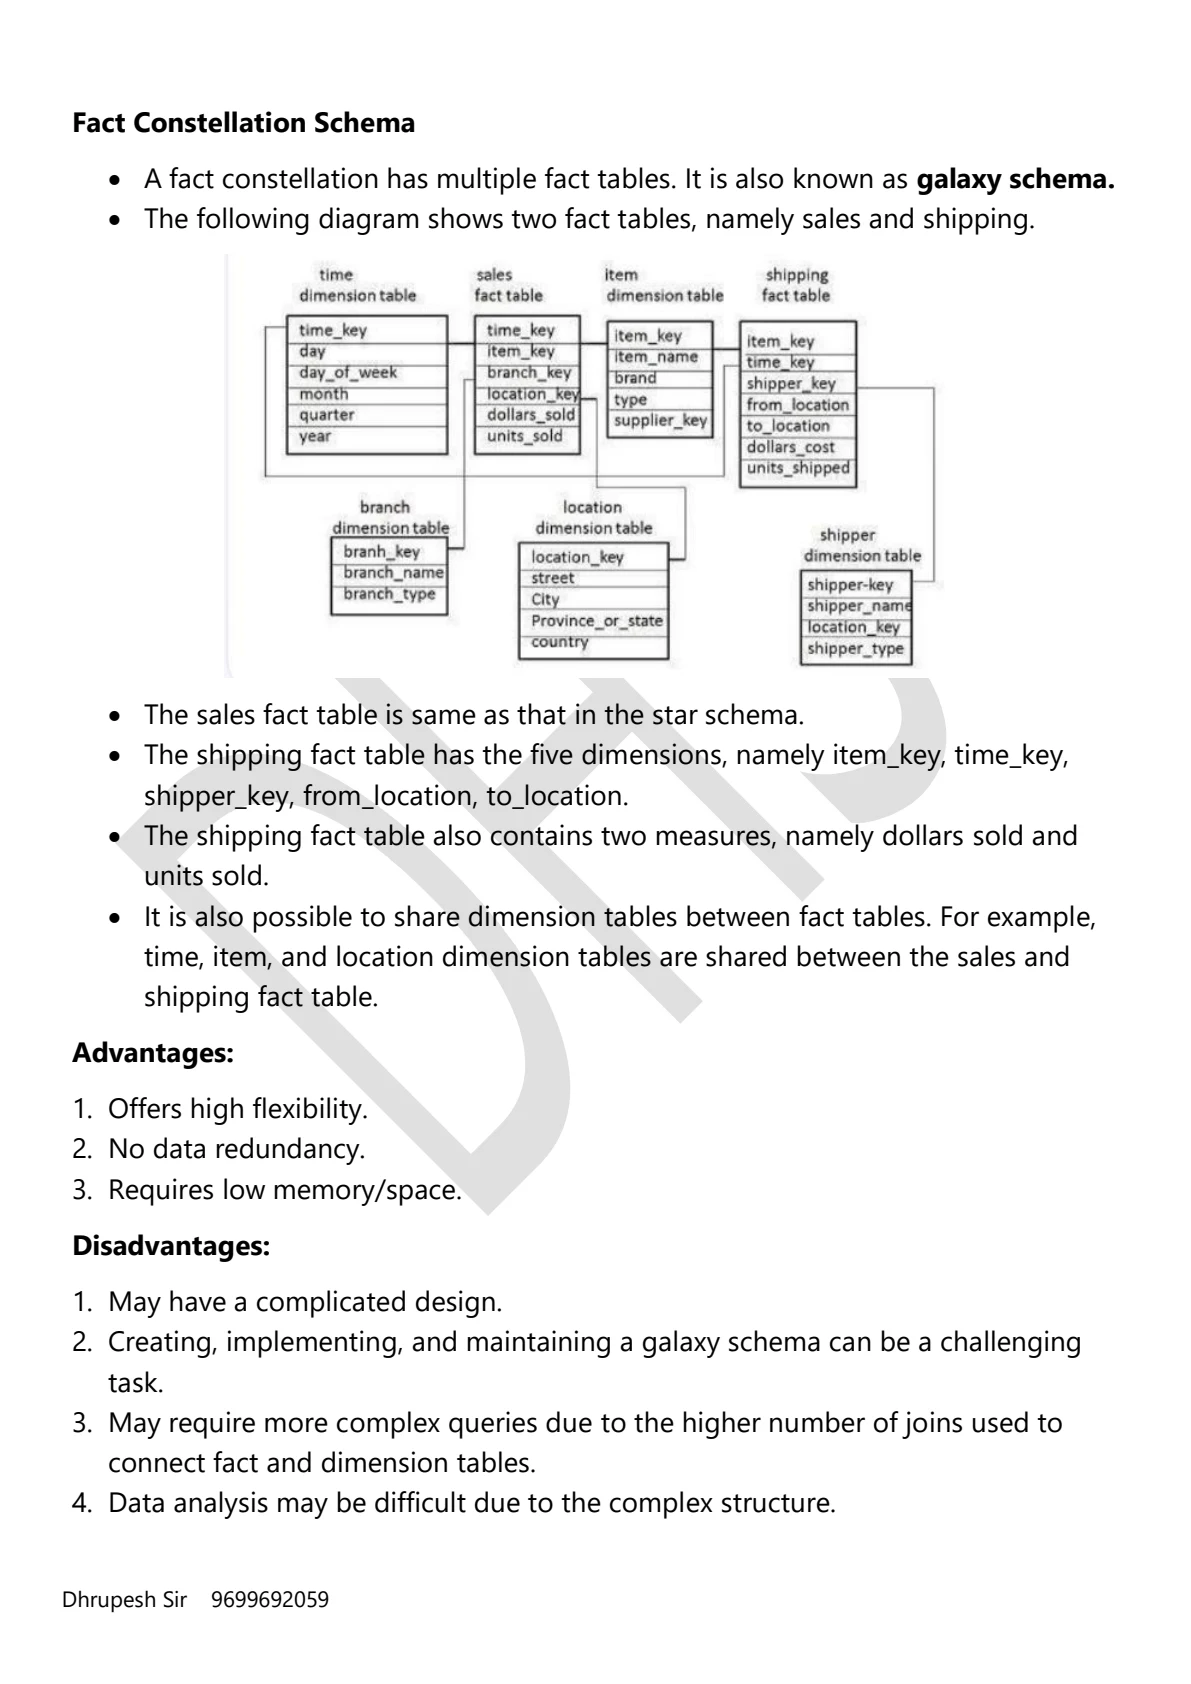 Fact Constellation Schema
• A fact constellation has multiple fact tables. It is also known as galaxy schema.
• The following diagram shows two fact tables, namely sales and shipping.
time
dimension table
time_key
day
day_of_week
month
quarter
year
sales
fact table
time_key
item_key
branch_key
location_key
dollars_sold
units_sold
item
dimension table
item_key
item_name
brand
type
supplier_key
shipping
fact table
item_key
time_key
shipper_key
from_location
to_location
dollars_cost
units_shipped
branch
dimension table
branh_key
branch_name
branch_type
location
dimension table
location_key
street
City
Province_or_state
country
shipper
dimension table
shipper-key
shipper_name
location_key
shipper_type
• The sales fact table is same as that in the star schema.
• The shipping fact table has the five dimensions, namely item_key, time_key,
shipper_key, from_location, to_location.
• The shipping fact table also contains two measures, namely dollars sold and
units sold.
• It is also possible to share dimension tables between fact tables. For example,
time, item, and location dimension tables are shared between the sales and
shipping fact table.
Advantages:
1. Offers high flexibility.
2. No data redundancy.
3. Requires low memory/space.
Disadvantages:
1. May have a complicated design.
2. Creating, implementing, and maintaining a galaxy schema can be a challenging
task.
3. May require more complex queries due to the higher number of joins used to
connect fact and dimension tables.
4. Data analysis may be difficult due to the complex structure.
Dhrupesh Sir 9699692059